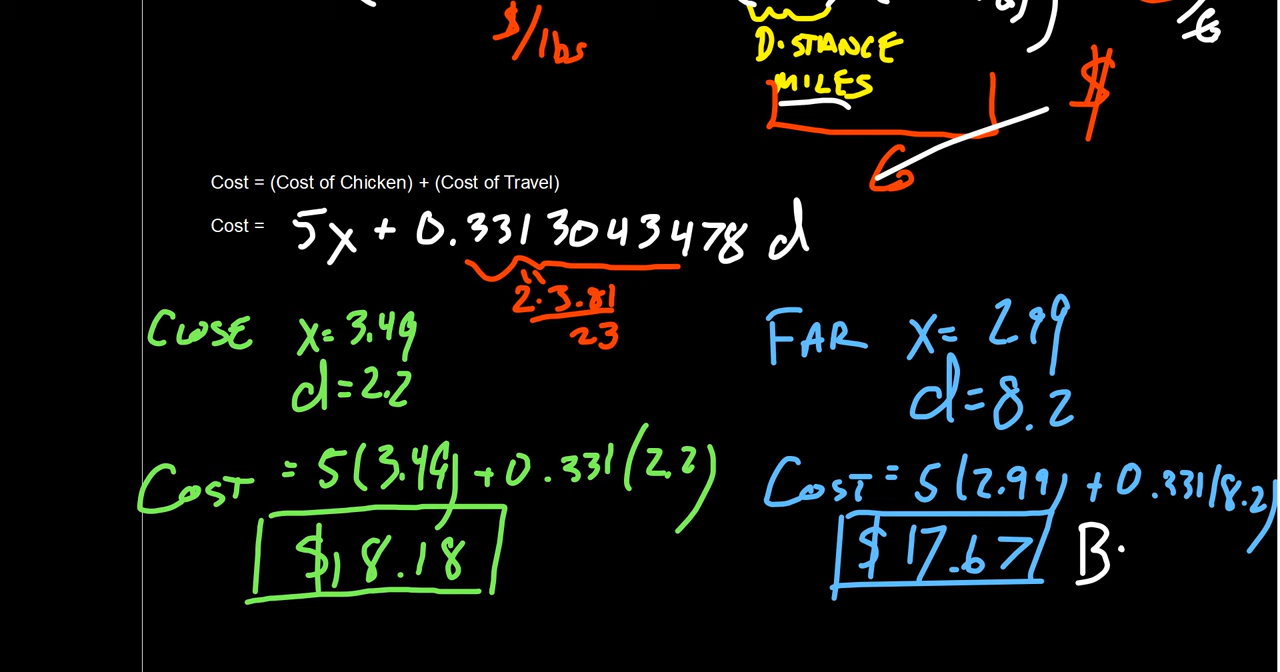 $/lbs
/G
D.STANCE
MILES
$
G
Cost = (Cost of Chicken) + (Cost of Travel)
Cost = 5x + 0.3313043478 d
2.3.81
23
CLOSE x= 3.49
d=2.2
COST = 5(3.49) + 0.331(2.2)
$18.18
FAR x= 2.99
d=8.2
COST = 5(2.99) + 0.331(8.2)
$17.67 B.